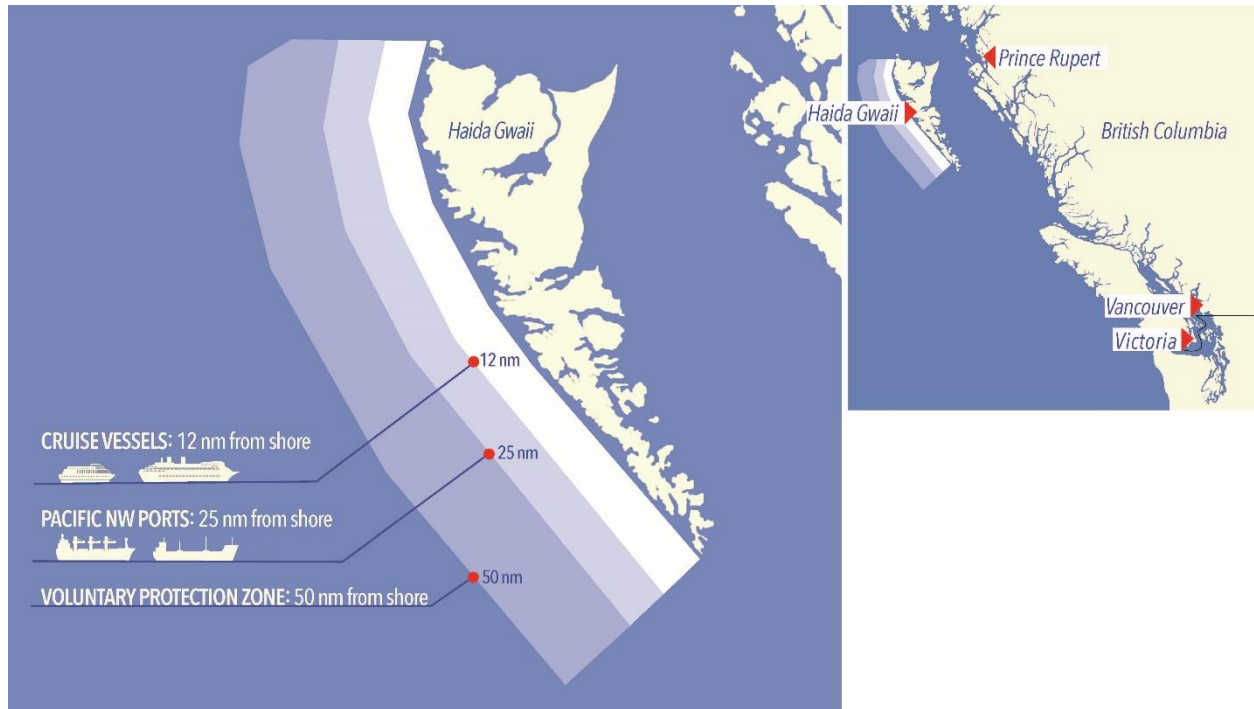 Haida Gwaii
12 nm
CRUISE VESSELS: 12 nm from shore
25 nm
PACIFIC NW PORTS: 25 nm from shore
50 nm
VOLUNTARY PROTECTION ZONE: 50 nm from shore
Prince Rupert
Haida Gwaii
British Columbia
Vancouver
Victoria